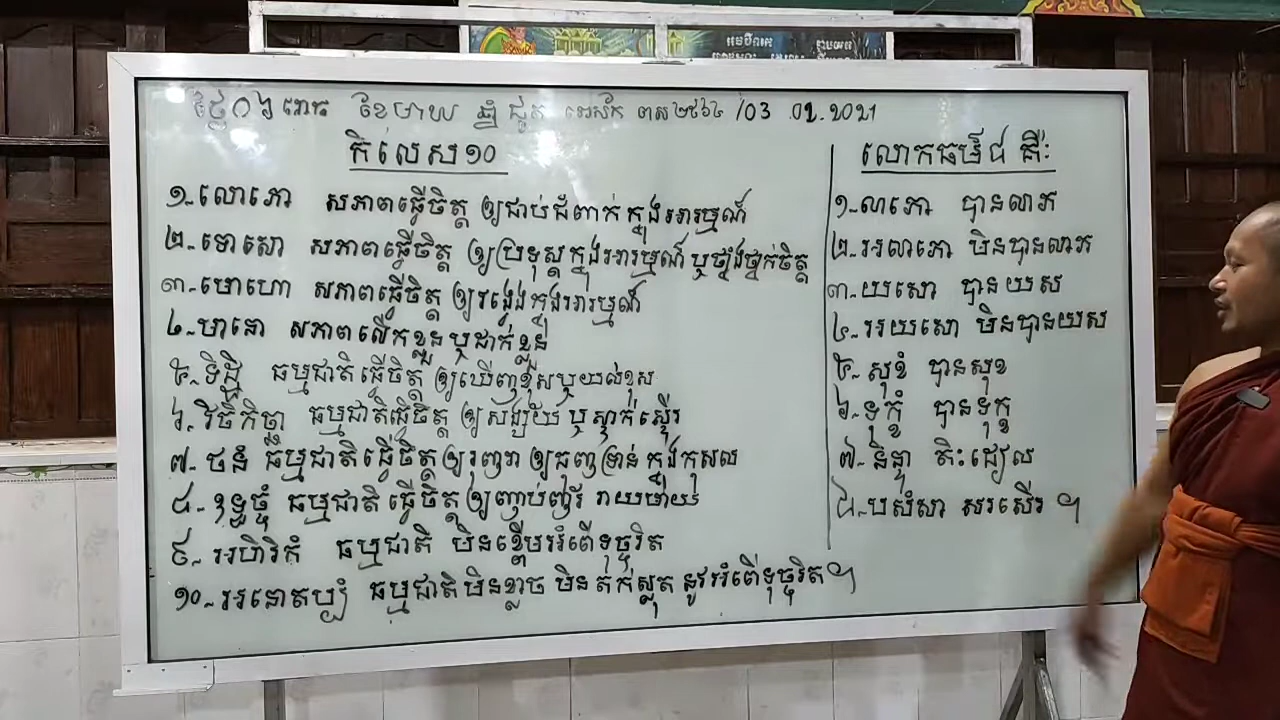 ខែមាឃ ឆ្នាំ ជូត ពស ២៥៦៤ /03 02.2021
កិលេស ១០
១. លោភោ សភាពធ្វើចិត្ត ឲ្យជាប់ជំពាក់ ក្នុងអារម្មណ៍
២. ទោសោ សភាពធ្វើចិត្ត ឲ្យប្រទុស្តក្នុងអារម្មណ៍ ឬថ្នាំងថ្នាក់ចិត្ត
៣. មោហោ សភាពធ្វើចិត្ត ឲ្យវង្វេងក្នុងអារម្មណ៍
៤. មានោ សភាពលើកខ្លួន ឬដាក់ខ្លួន
៥. ទិដ្ឋិ ធម្មជាតិធ្វើចិត្ត ឲ្យឃើញខុសឬយល់ខុស
៦. វិចិកិច្ឆា ធម្មជាតិធ្វើចិត្ត ឲ្យសង្ស័យ ឬ ស្ទាក់ស្ទើរ
៧. ថីនំ ធម្មជាតិធ្វើចិត្ត ឲ្យរួញរា ឲ្យធុញទ្រាន់ ក្នុងកុសល
៨. ឧទ្ធច្ចំ ធម្មជាតិ ធ្វើចិត្ត ឲ្យញាប់ញ័រ រាយមាយ
៩. អហិរិកំ ធម្មជាតិ មិនខ្ពើមអំពើទុច្ចរិត
១០. អនោតប្បំ ធម្មជាតិមិនខ្លាច មិនតក់ស្លុត នូវអំពើទុច្ចរិត ។
លោកធម៌ ៨ គឺៈ
១. លាភោ បានលាភ
២. អលាភោ មិនបានលាភ
៣. យសោ បានយស
៤. អយសោ មិនបានយស
៥. សុខំ បានសុខ
៦. ទុក្ខំ បានទុក្ខ
៧. និន្ទា តិះដៀល
៨. បសំសា សរសើរ ។